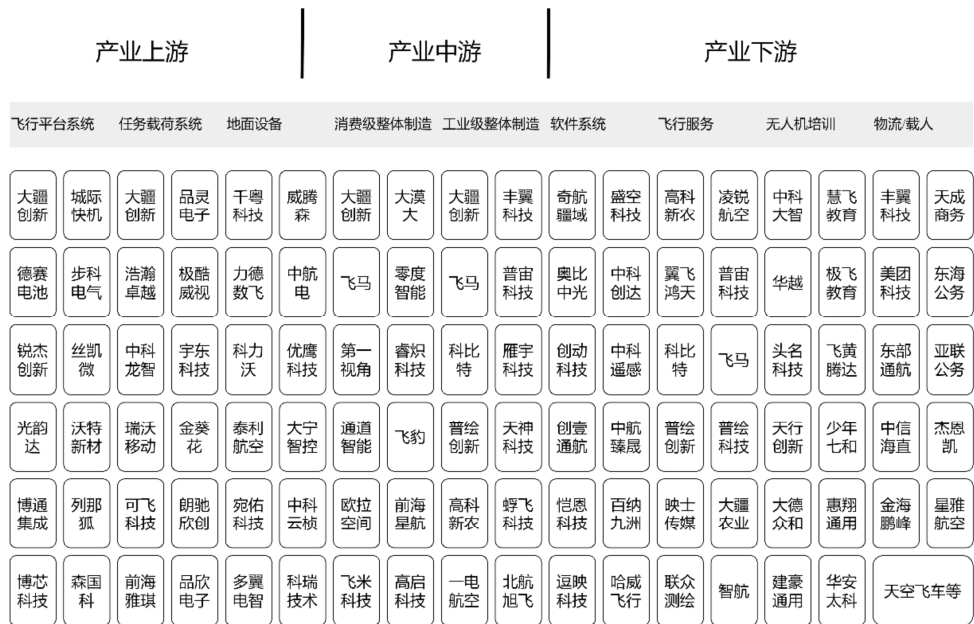 产业上游 产业中游 产业下游
飞行平台系统 任务载荷系统 地面设备 消费级整体制造 工业级整体制造 软件系统 飞行服务 无人机培训 物流/载人
大疆 城际 大疆 品灵 千粤 威腾 大疆 大漠 大疆 丰翼 奇航 盛空 高科 凌锐 中科 慧飞 丰翼 天成
创新 快机 创新 电子 科技 森 创新 大 创新 科技 疆域 科技 新农 航空 大智 教育 科技 商务
德赛 步科 浩瀚 极酷 力德 中航 飞马 零度 飞马 普宙 奥比 中科 翼飞 普宙 华越 极飞 美团 东海
电池 电气 卓越 威视 数飞 电 智能 科技 中光 创达 鸿天 科技 教育 科技 公务
锐杰 丝凯 中科 宇东 科力 优鹰 第一 睿炽 科比 雁宇 创动 中科 科比 飞马 头名 飞黄 东部 亚联
创新 微 龙智 科技 沃 科技 视角 科技 特 科技 科技 遥感 特 科技 腾达 通航 公务
光韵 沃特 瑞沃 金葵 泰利 大宁 通道 飞豹 普绘 天神 创壹 中航 普绘 普绘 天行 少年 中信 杰恩
达 新材 移动 花 航空 智控 智能 创新 科技 通航 臻晟 创新 科技 创新 七和 海直 凯
博通 列那 可飞 朗驰 宛佑 中科 欧拉 前海 高科 蜉飞 恺恩 百纳 映士 大疆 大德 惠翔 金海 星雅
集成 狐 科技 欣创 科技 云桢 空间 星航 新农 科技 科技 九洲 传媒 农业 众和 通用 鹏峰 航空
博芯 森国 前海 品欣 多翼 科瑞 飞米 高启 一电 北航 逗映 哈威 联众 智航 建豪 华安 天空飞车等
科技 科 雅琪 电子 电智 技术 科技 科技 航空 旭飞 科技 飞行 测绘 通用 太科